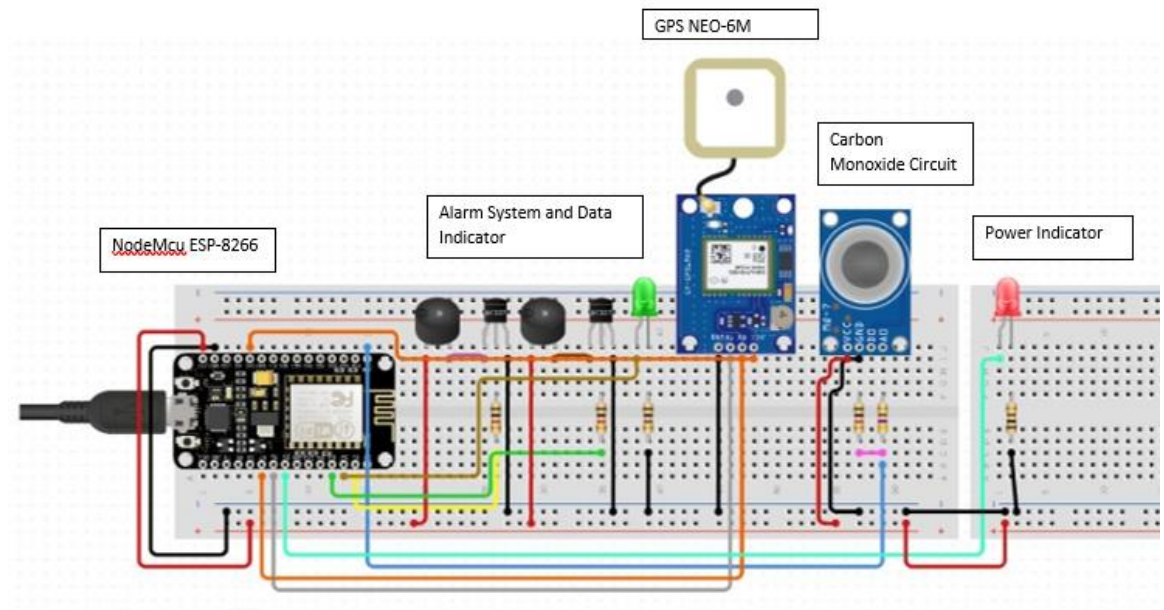 GPS NEO-6M
Carbon
Monoxide Circuit
Alarm System and Data
Indicator
Power Indicator
NodeMcu ESP-8266